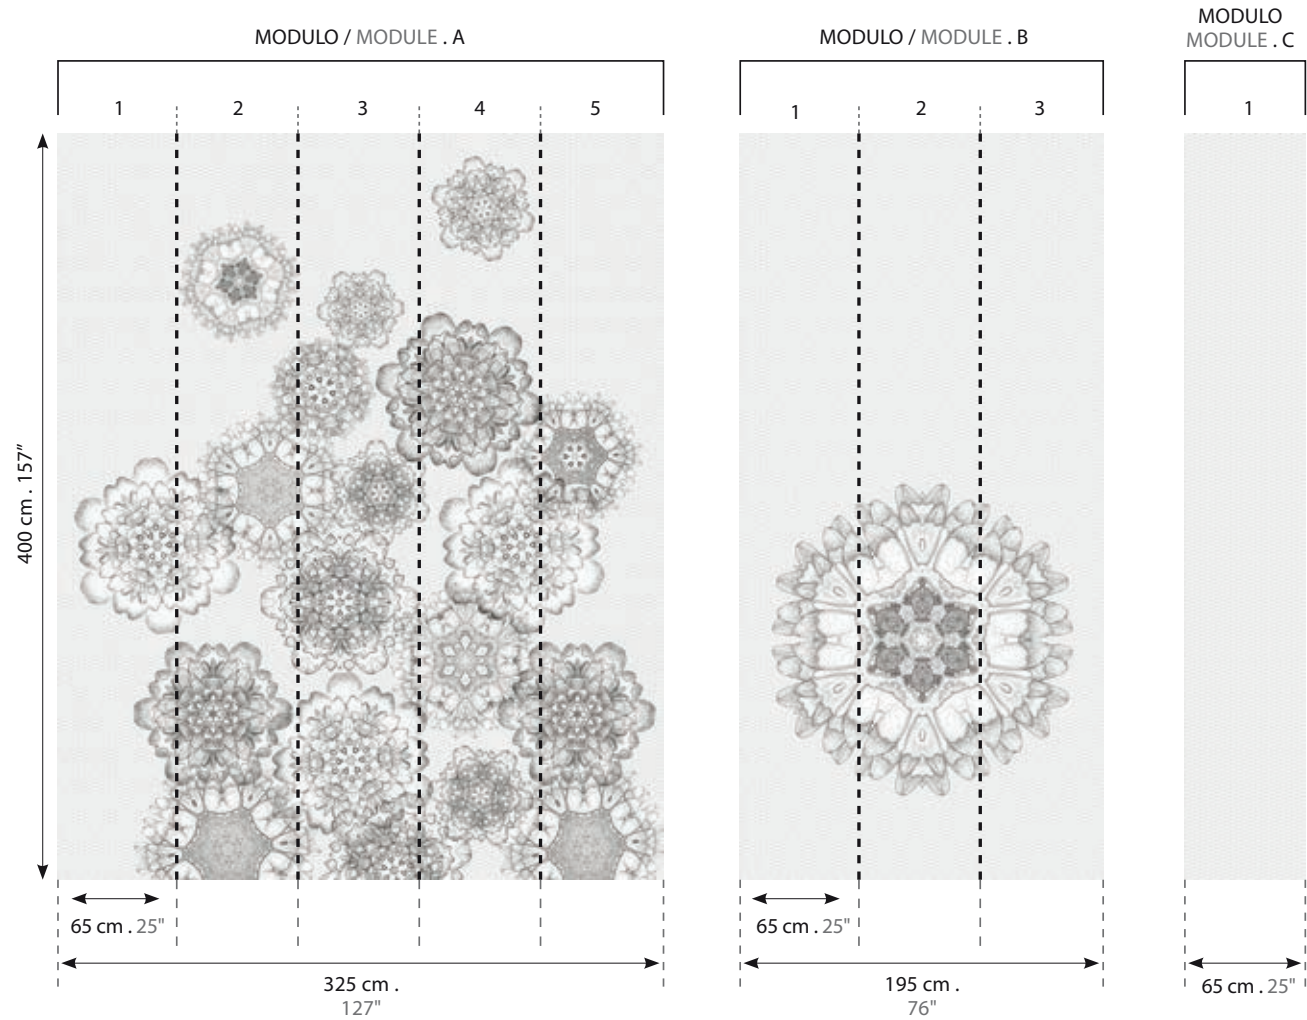 MODULO / MODULE . A
1 2 3 4 5
400 cm . 157”
65 cm . 25"
325 cm .
127"
MODULO / MODULE . B
1 2 3
65 cm . 25"
195 cm .
76"
MODULO
MODULE . C
1
65 cm . 25"